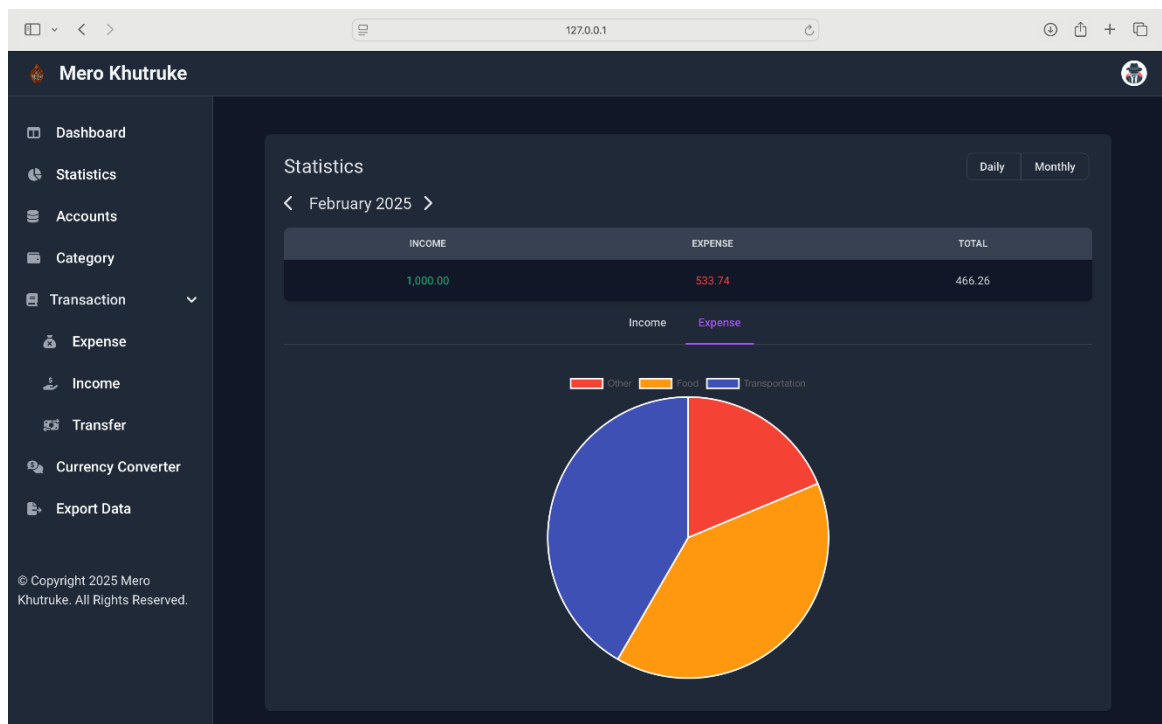 127.0.0.1
Mero Khutruke
Dashboard
Statistics
Accounts
Category
Transaction
Expense
Income
Transfer
Currency Converter
Export Data
© Copyright 2025 Mero
Khutruke. All Rights Reserved.
Statistics
Daily Monthly
February 2025
INCOME EXPENSE TOTAL
1,000.00 533.74 466.26
Income Expense
Other Food Transportation